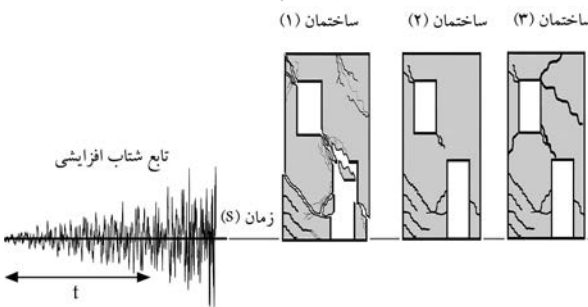 ساختمان (۱) ساختمان (۲) ساختمان (۳)
تابع شتاب افزایشی
زمان (s)
t